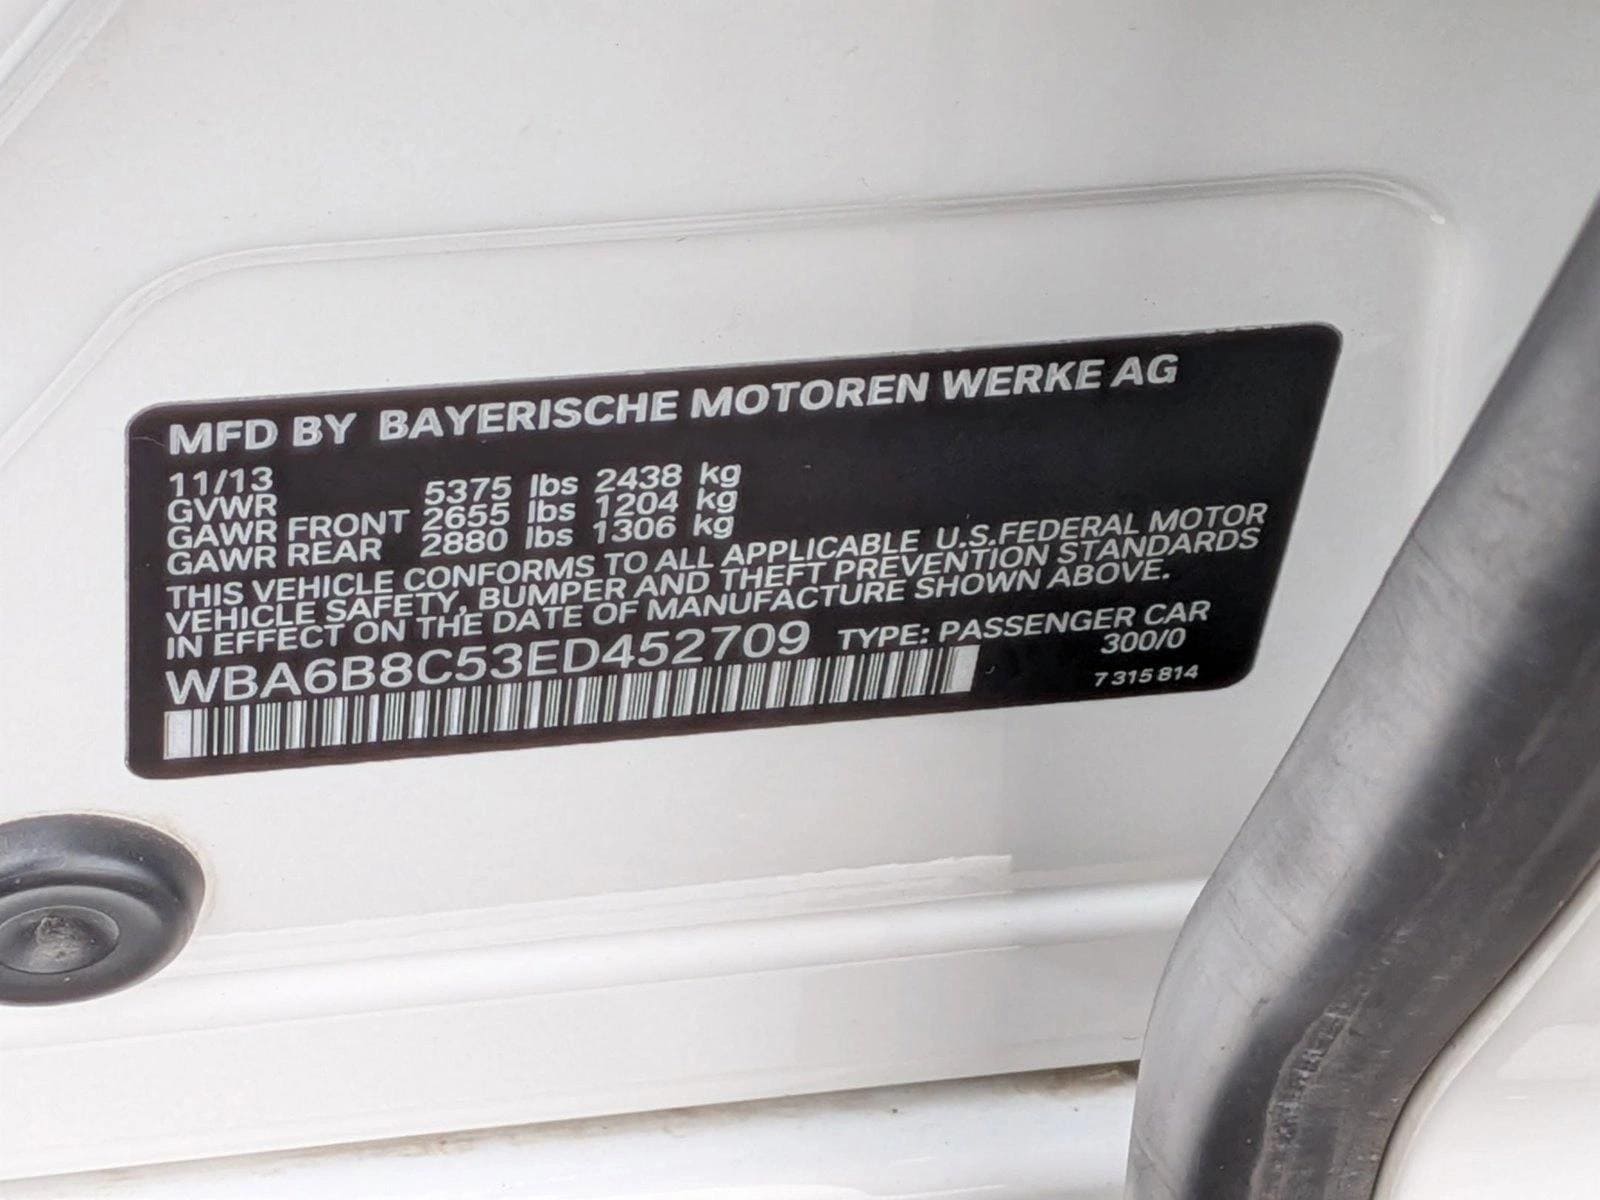 MFD BY BAYERISCHE MOTOREN WERKE AG
11/13
GVWR 5375 lbs 2438 kg
GAWR FRONT 2655 lbs 1204 kg
GAWR REAR 2880 lbs 1306 kg
THIS VEHICLE CONFORMS TO ALL APPLICABLE U.S.FEDERAL MOTOR
VEHICLE SAFETY, BUMPER AND THEFT PREVENTION STANDARDS
IN EFFECT ON THE DATE OF MANUFACTURE SHOWN ABOVE.
WBA6B8C53ED452709 TYPE: PASSENGER CAR
300/0
7 315 814